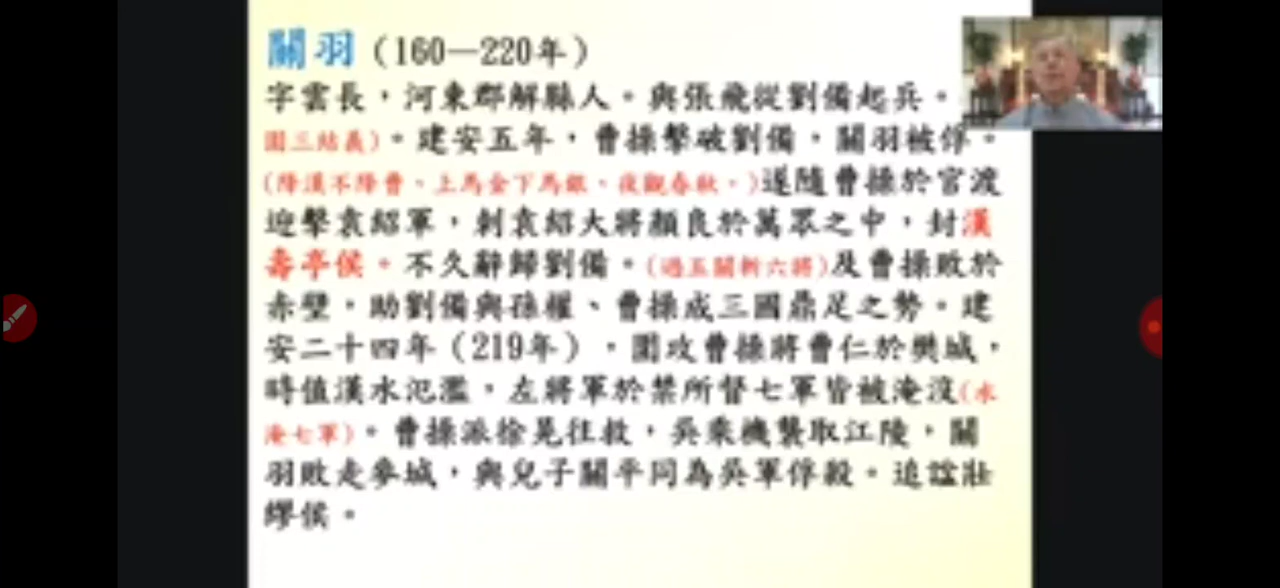 關羽（160—220年）
字雲長，河東郡解縣人。與張飛從劉備起兵。
園三結義）。建安五年，曹操擊破劉備，關羽被俘。
(降漢不降曹。上馬金下馬銀、夜觀春秋。)遂隨曹操於官渡
迎擊袁紹軍，刺袁紹大將顏良於萬眾之中，封漢
壽亭侯。不久辭歸劉備。(過五關斬六將)及曹操敗於
赤壁，助劉備與孫權、曹操成三國鼎足之勢。建
安二十四年（219年），圍攻曹操將曹仁於樊城，
時值漢水氾濫，左將軍於禁所督七軍皆被淹沒(水
淹七軍)。曹操派徐晃往救，吳乘機襲取江陵，關
羽敗走麥城，與兒子關平同為吳軍俘殺。追諡壯
繆侯。